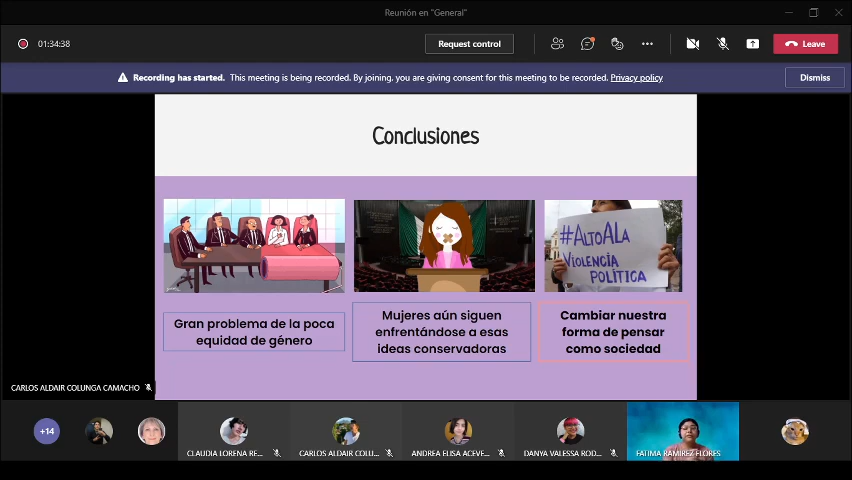 Reunión en "General"
01:34:38
Request control
Leave
Recording has started. This meeting is being recorded. By joining, you are giving consent for this meeting to be recorded. Privacy policy
Dismiss
Conclusiones
#ALTO ALA
VIOLENCIA
POLÍTICA
Gran problema de la poca
equidad de género
Mujeres aún siguen
enfrentándose a esas
ideas conservadoras
Cambiar nuestra
forma de pensar
como sociedad
CARLOS ALDAIR COLUNGA CAMACHO
+14
CLAUDIA LORENA RE...
CARLOS ALDAIR COLU...
ANDREA ELISA ACEVE...
DANYA VALESSA ROD...
FATIMA RAMIREZ FLORES